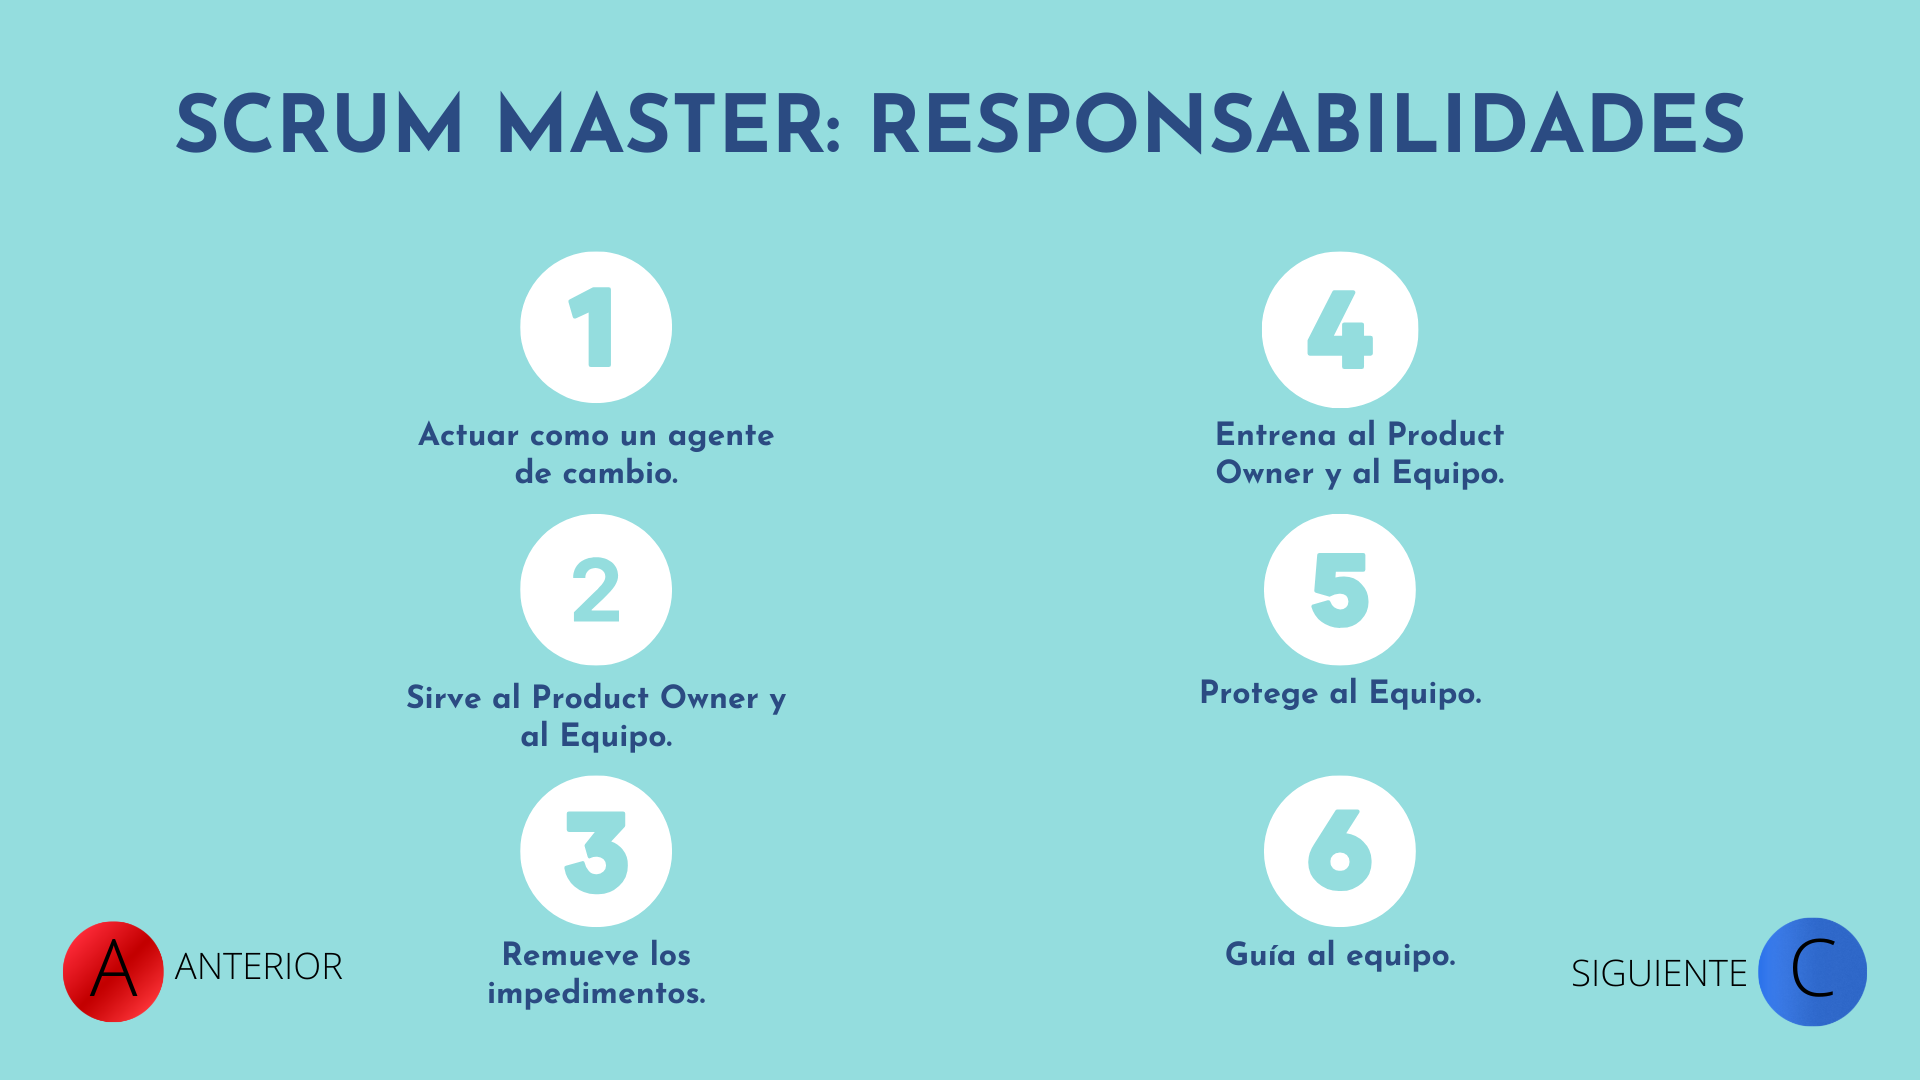 SCRUM MASTER: RESPONSABILIDADES
1
Actuar como un agente
de cambio.
2
Sirve al Product Owner y
al Equipo.
3
Remueve los
impedimentos.
4
Entrena al Product
Owner y al Equipo.
5
Protege al Equipo.
6
Guía al equipo.
A ANTERIOR
SIGUIENTE C